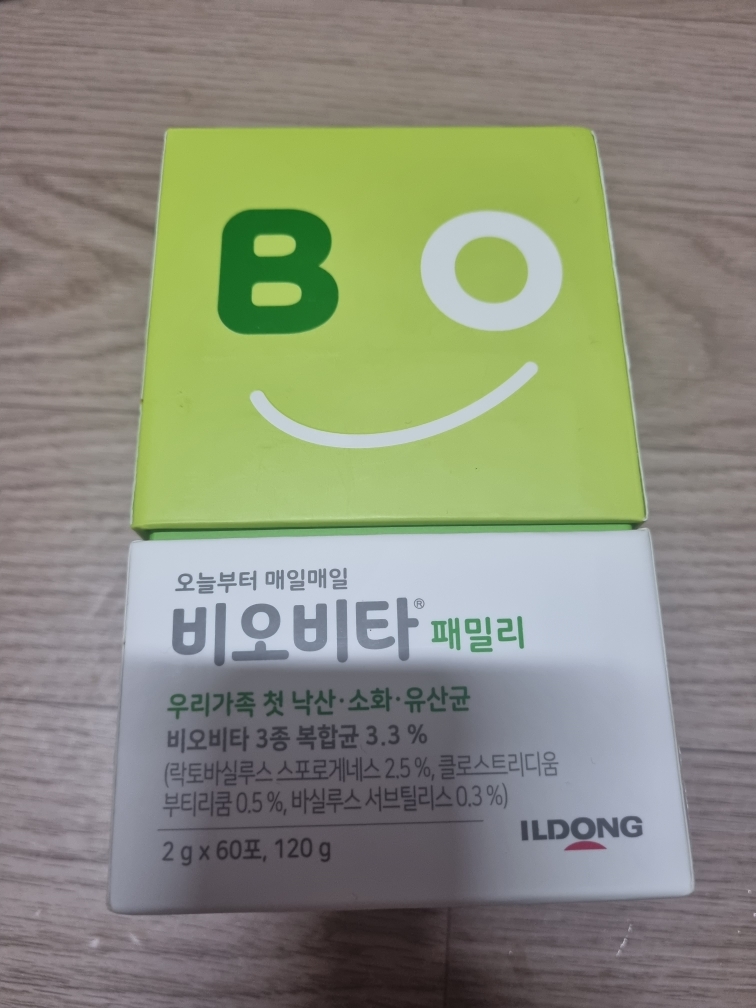 BO
오늘부터 매일매일
비오비타® 패밀리
우리가족 첫 낙산·소화·유산균
비오비타 3종 복합균 3.3 %
(락토바실루스 스포로게네스 2.5 %, 클로스트리디움
부티리쿰 0.5 %, 바실루스 서브틸리스 0.3 %)
2 g x 60포, 120 g
ILDONG